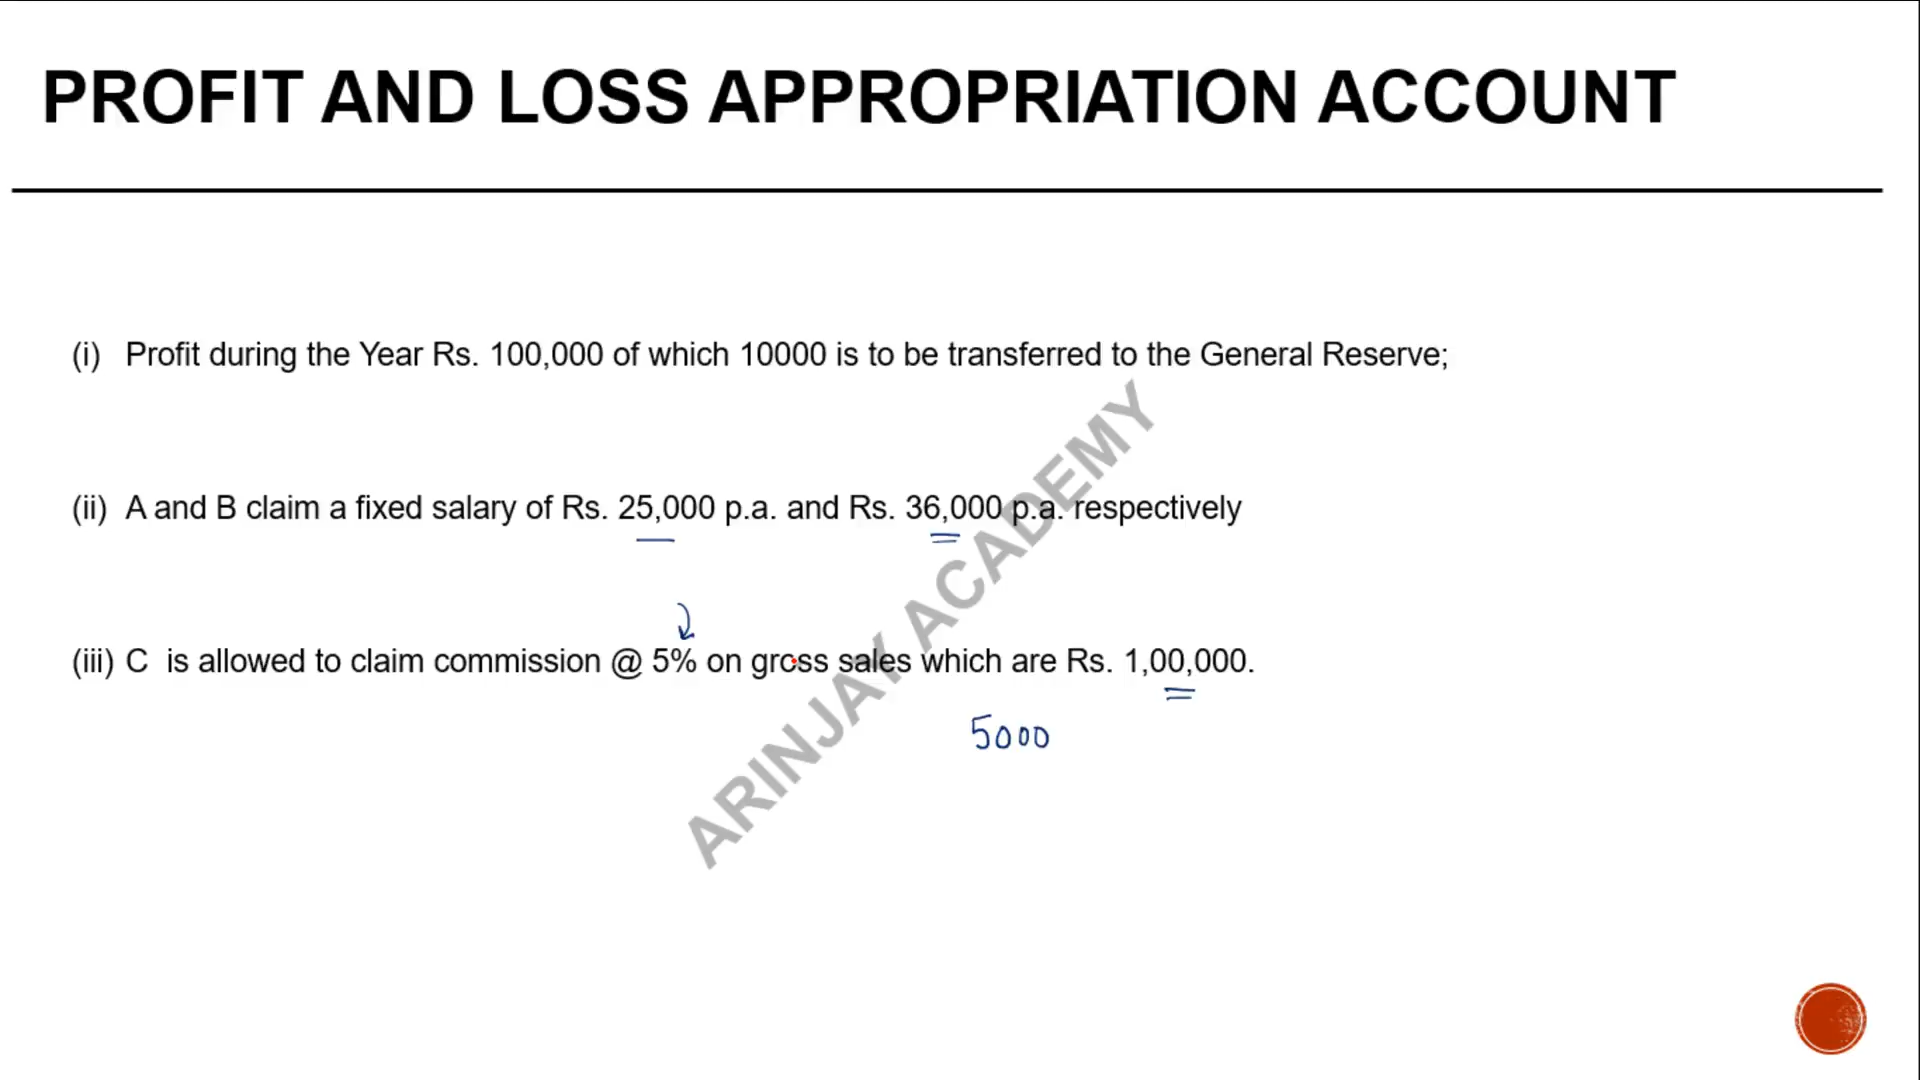 PROFIT AND LOSS APPROPRIATION ACCOUNT
(i) Profit during the Year Rs. 100,000 of which 10000 is to be transferred to the General Reserve;
(ii) A and B claim a fixed salary of Rs. 25,000 p.a. and Rs. 36,000 p.a. respectively
(iii) C is allowed to claim commission @ 5% on gross sales which are Rs. 1,00,000.
5000
ARINJAY ACADEMY